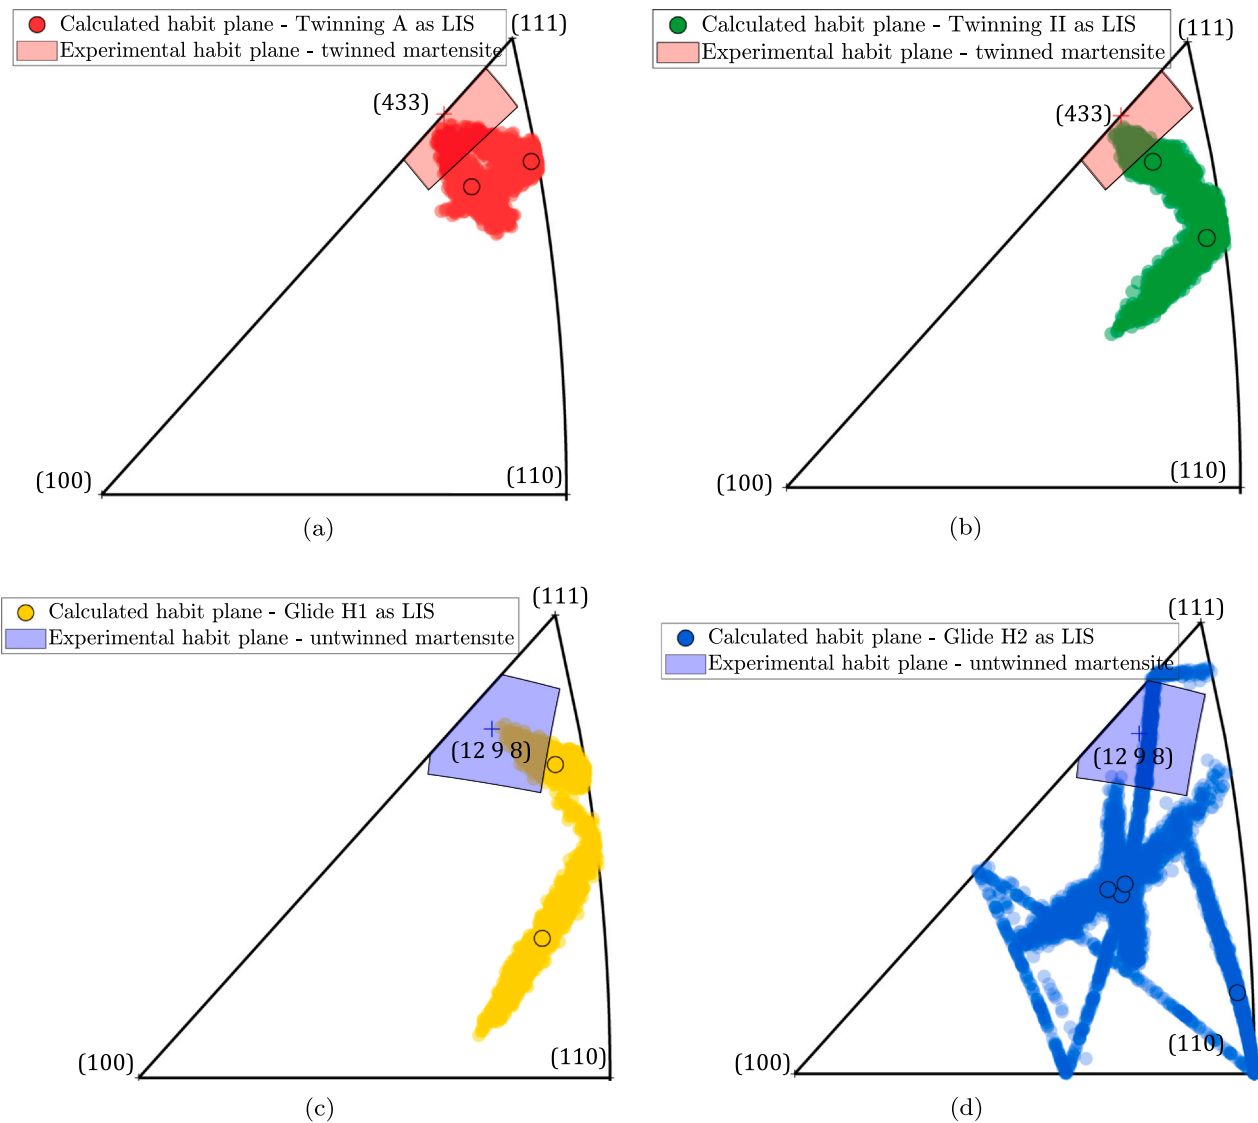 Calculated habit plane - Twinning A as LIS
Experimental habit plane - twinned martensite
(111)
(433)
(100)
(110)
(a)
Calculated habit plane - Twinning II as LIS
Experimental habit plane - twinned martensite
(111)
(433)
(100)
(110)
(b)
Calculated habit plane - Glide H1 as LIS
Experimental habit plane - untwinned martensite
(111)
(12 9 8)
(100)
(110)
(c)
Calculated habit plane - Glide H2 as LIS
Experimental habit plane - untwinned martensite
(111)
(12 9 8)
(100)
(110)
(d)